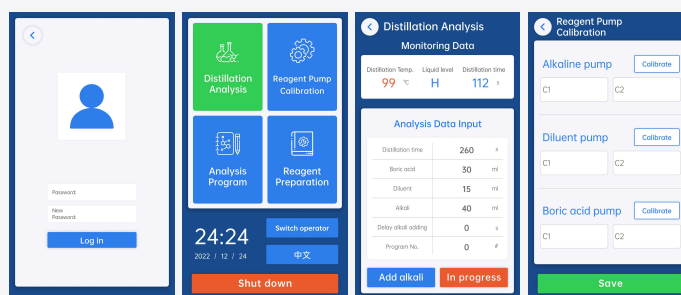 Password:
New
Password:
Log in
Distillation
Analysis
Reagent Pump
Calibration
Analysis
Program
Reagent
Preparation
24:24
2022 / 12 / 24
Switch operator
中文
Shut down
Distillation Analysis
Monitoring Data
Distillation Temp. Liquid level Distillation time
99 ℃ H 112 s
Analysis Data Input
Distillation time 260 s
Boric acid 30 ml
Diluent 15 ml
Alkali 40 ml
Delay alkali adding 0 s
Program No. 0 #
Add alkali In progress
Reagent Pump
Calibration
Alkaline pump Calibrate
C1 C2
Diluent pump Calibrate
C1 C2
Boric acid pump Calibrate
C1 C2
Save